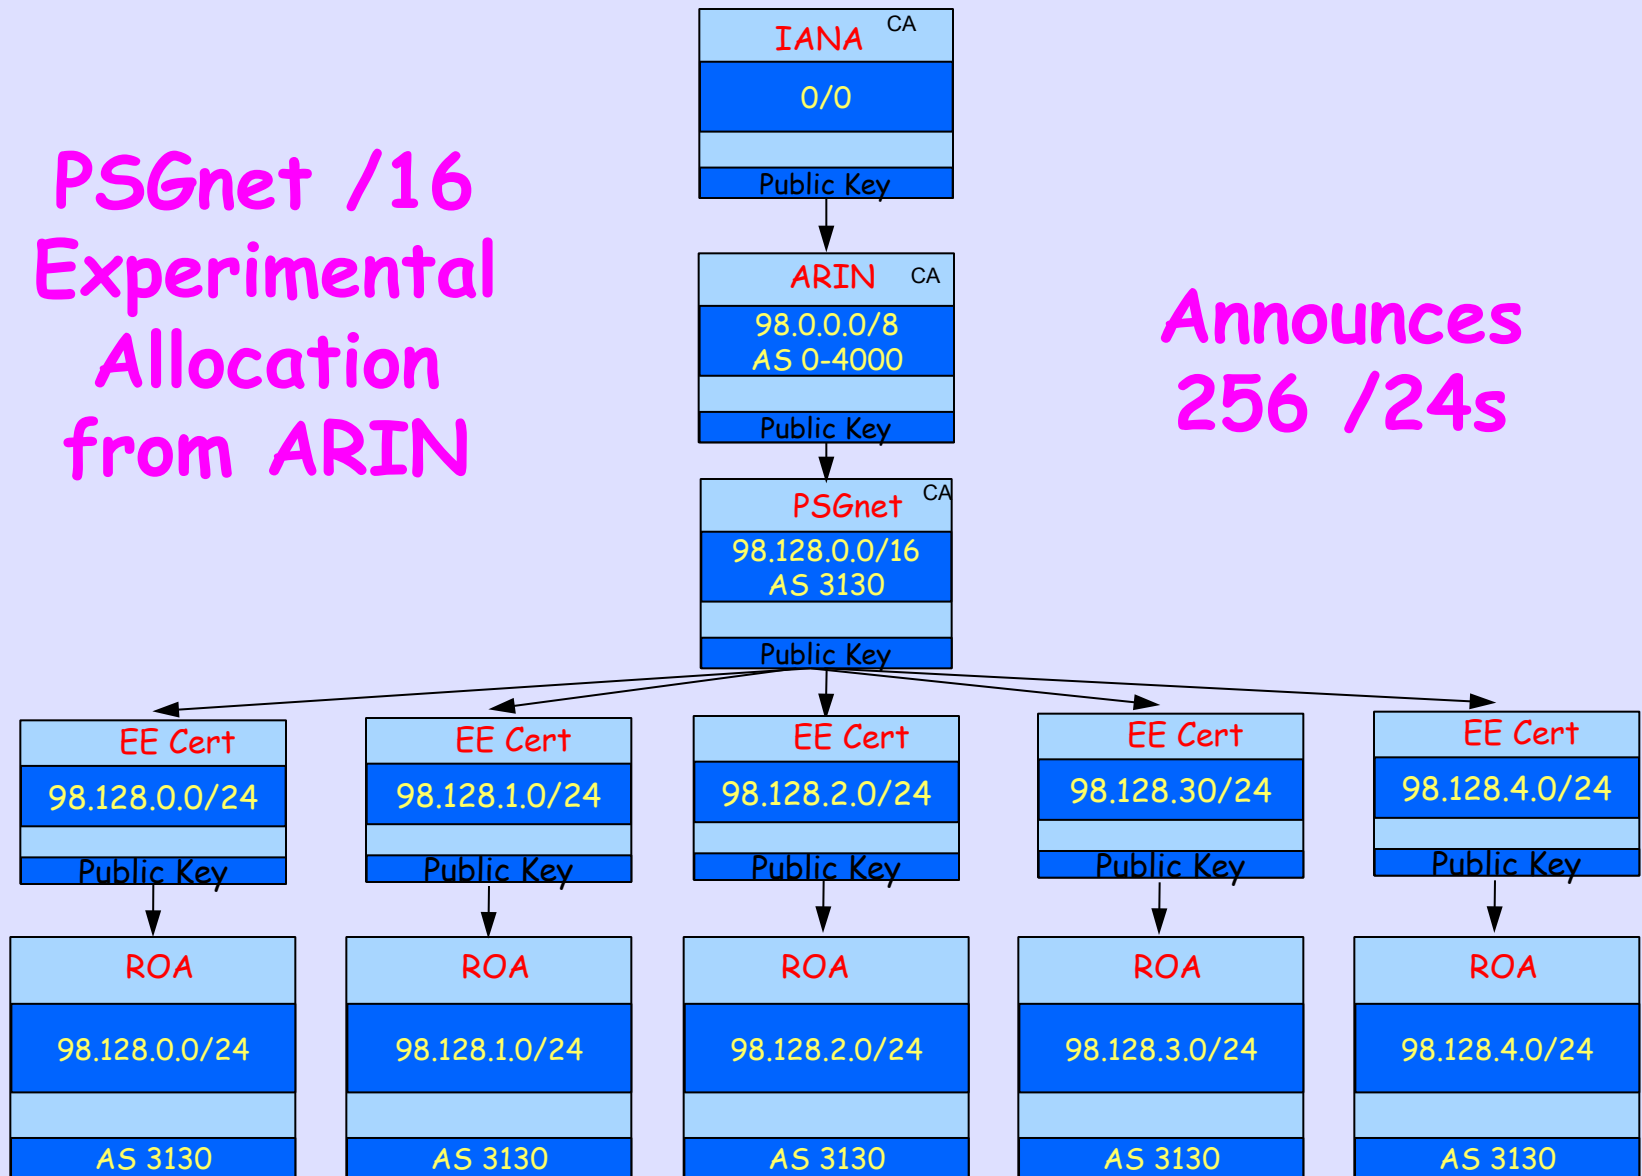 IANA CA
0/0
Public Key
PSGnet /16
Experimental
Allocation
from ARIN
ARIN CA
98.0.0.0/8
AS 0-4000
Public Key
Announces
256 /24s
PSGnet CA
98.128.0.0/16
AS 3130
Public Key
EE Cert
98.128.0.0/24
Public Key
EE Cert
98.128.1.0/24
Public Key
EE Cert
98.128.2.0/24
Public Key
EE Cert
98.128.30/24
Public Key
EE Cert
98.128.4.0/24
Public Key
ROA
98.128.0.0/24
AS 3130
ROA
98.128.1.0/24
AS 3130
ROA
98.128.2.0/24
AS 3130
ROA
98.128.3.0/24
AS 3130
ROA
98.128.4.0/24
AS 3130